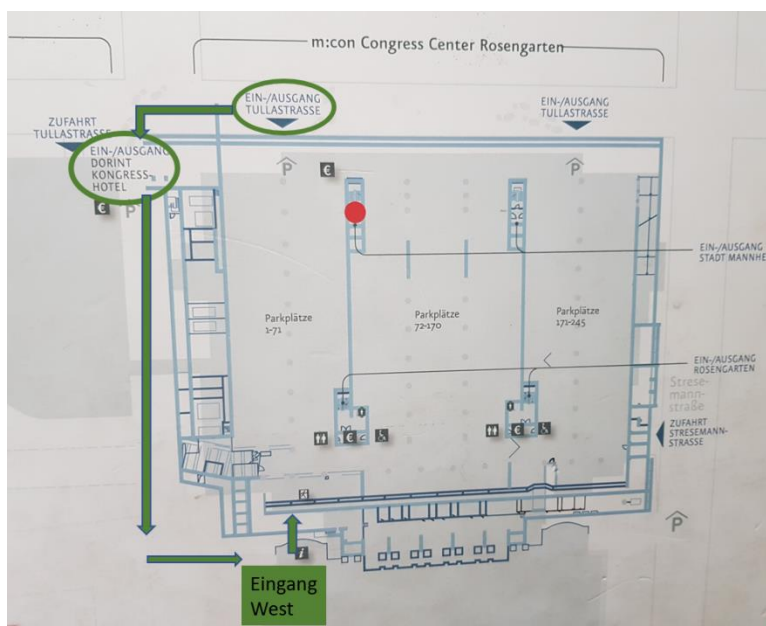 m:con Congress Center Rosengarten
EIN-/AUSGANG
TULLASTRASSE
EIN-/AUSGANG
TULLASTRASSE
ZUFAHRT
TULLASTRASSE
EIN-/AUSGANG
DORINT
KONGRESS-
HOTEL
€
P
P
€
P
EIN-/AUSGANG
STADT MANNHE
Parkplätze
1-71
Parkplätze
72-170
Parkplätze
171-245
EIN-/AUSGANG
ROSENGARTEN
Strese-
mann-
straße
ZUFAHRT
STRESEMANN-
STRASSE
€
€
P
i
Eingang
West